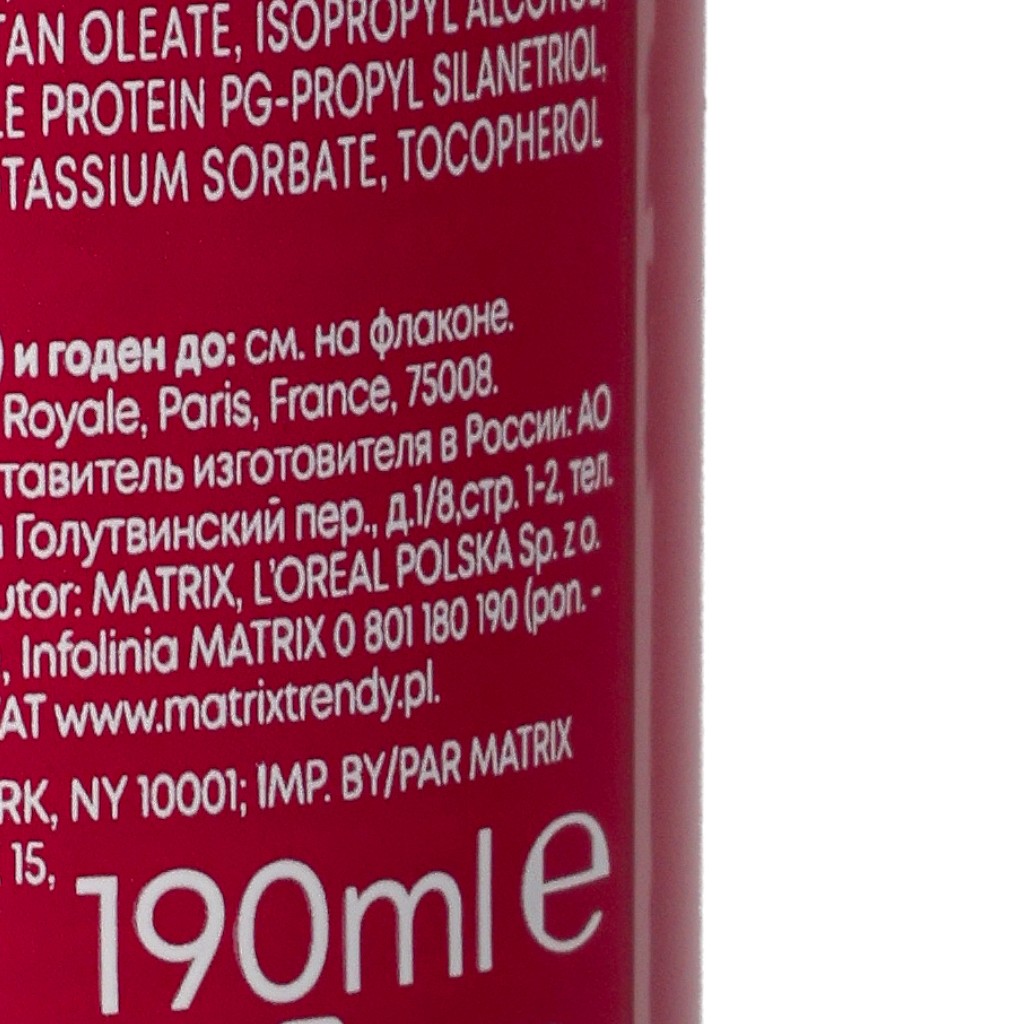 TAN OLEATE, ISOPROPYL ALCOHOL,
LE PROTEIN PG-PROPYL SILANETRIOL,
TASSIUM SORBATE, TOCOPHEROL
) и годен до: см. на флаконе.
Royale, Paris, France, 75008.
тавитель изготовителя в России: АО
Голутвинский пер., д.1/8,стр. 1-2, тел.
utor: MATRIX, L'OREAL POLSKA Sp. z o.
, Infolinia MATRIX 0 801 180 190 (pon. -
AT www.matrixtrendy.pl.
RK, NY 10001; IMP. BY/PAR MATRIX
15,
190ml e